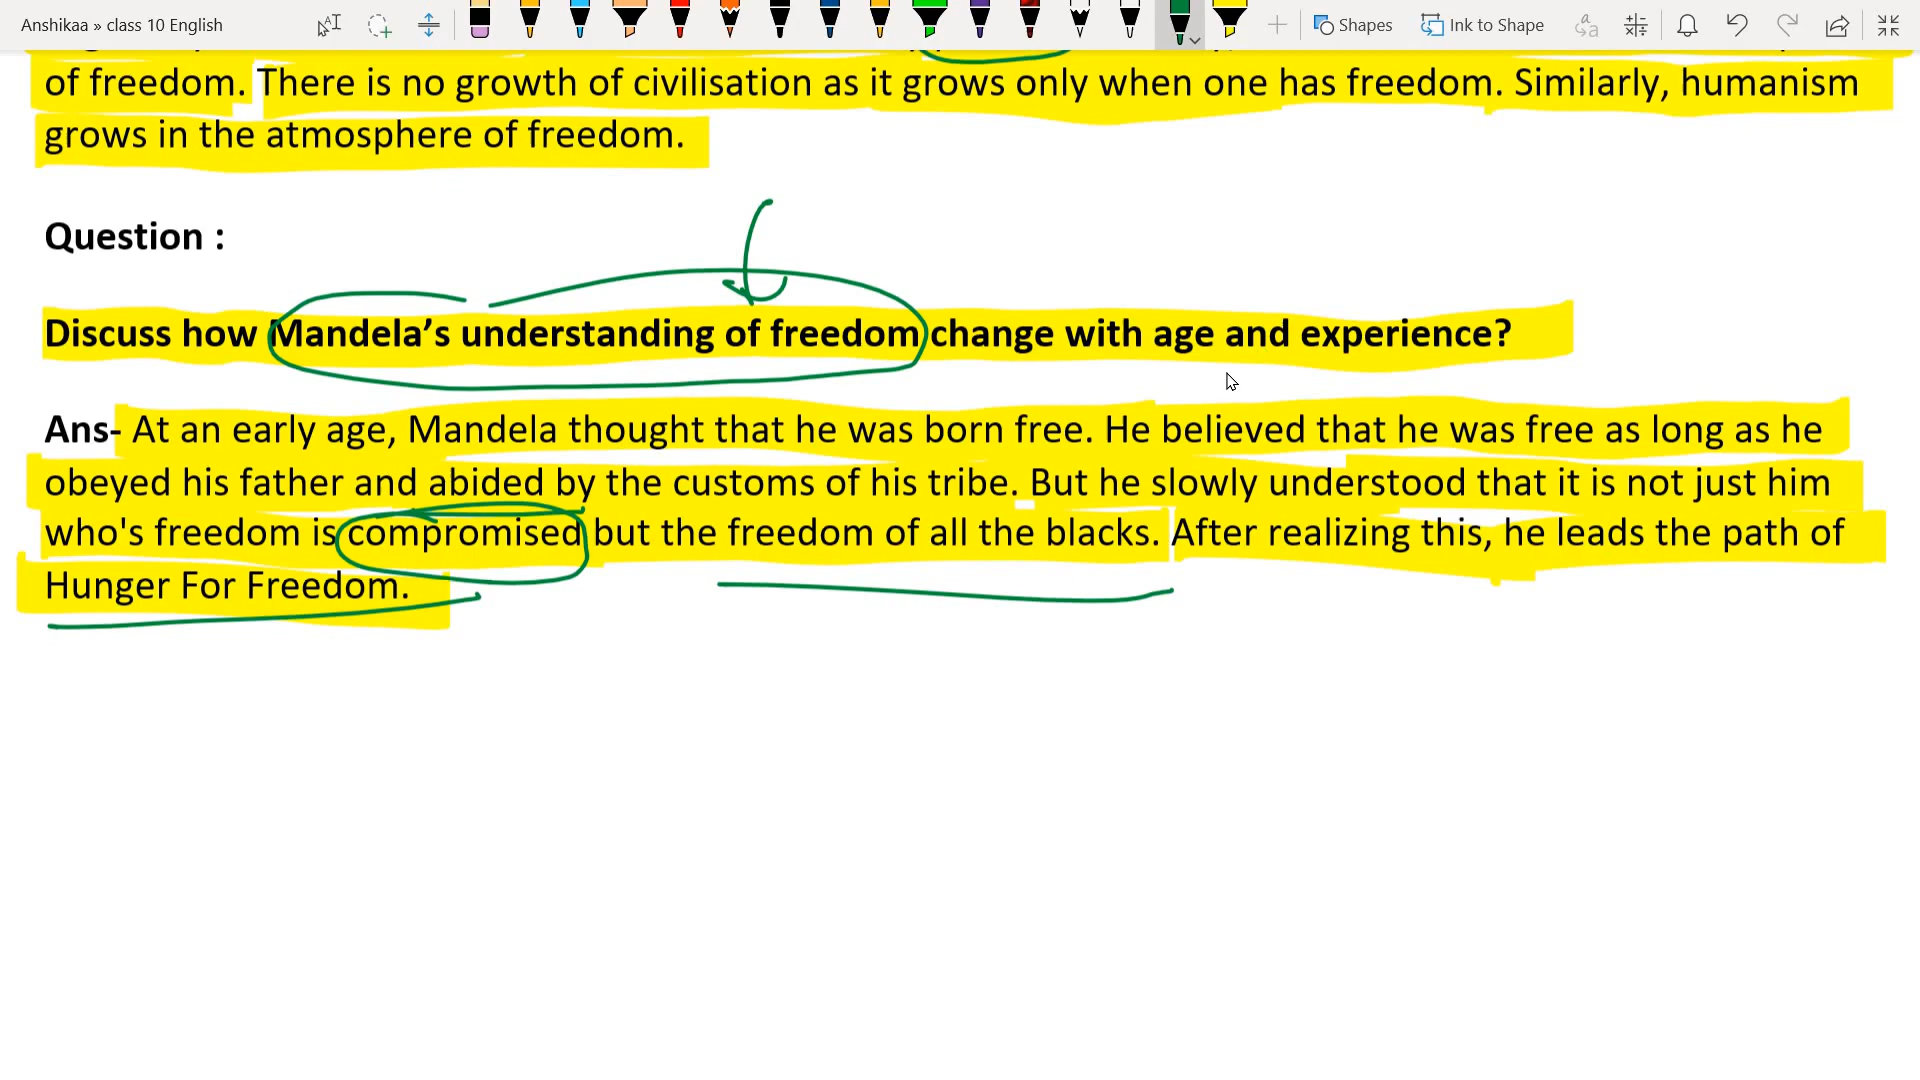 Anshikaa » class 10 English
Shapes
Ink to Shape
of freedom. There is no growth of civilisation as it grows only when one has freedom. Similarly, humanism
grows in the atmosphere of freedom.
Question :
Discuss how Mandela’s understanding of freedom change with age and experience?
Ans- At an early age, Mandela thought that he was born free. He believed that he was free as long as he
obeyed his father and abided by the customs of his tribe. But he slowly understood that it is not just him
who's freedom is compromised but the freedom of all the blacks. After realizing this, he leads the path of
Hunger For Freedom.